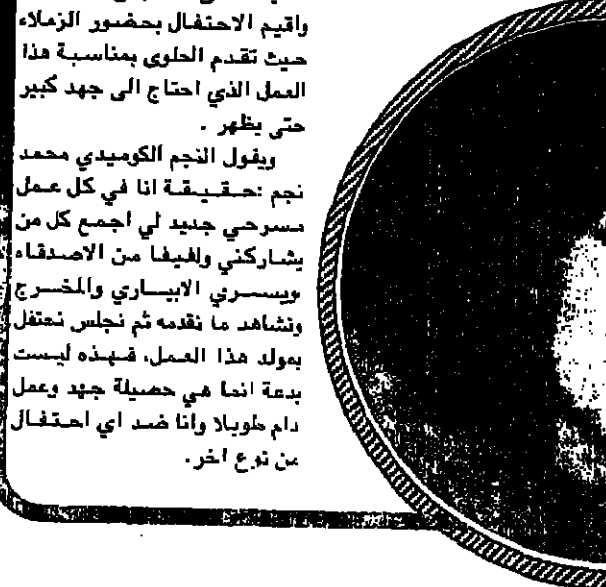 واقيم الاحتفال بحضور الزملاء
حيث تقدم الحلوى بمناسبة هذا
العمل الذي احتاج الى جهد كبير
حتى يظهر .
ويقول النجم الكوميدي محمد
نجم :حقيقة انا في كل عمل
مسرحي جديد لي اجمع كل من
يشاركني ولفيفا من الاصدقاء
ويسري الابياري والمخرج
ونشاهد ما نقدمه ثم نجلس نحتفل
بمولد هذا العمل، فهذه ليست
بدعة انما هي حصيلة جهد وعمل
دام طويلا وانا ضد اي احتفال
من نوع اخر.